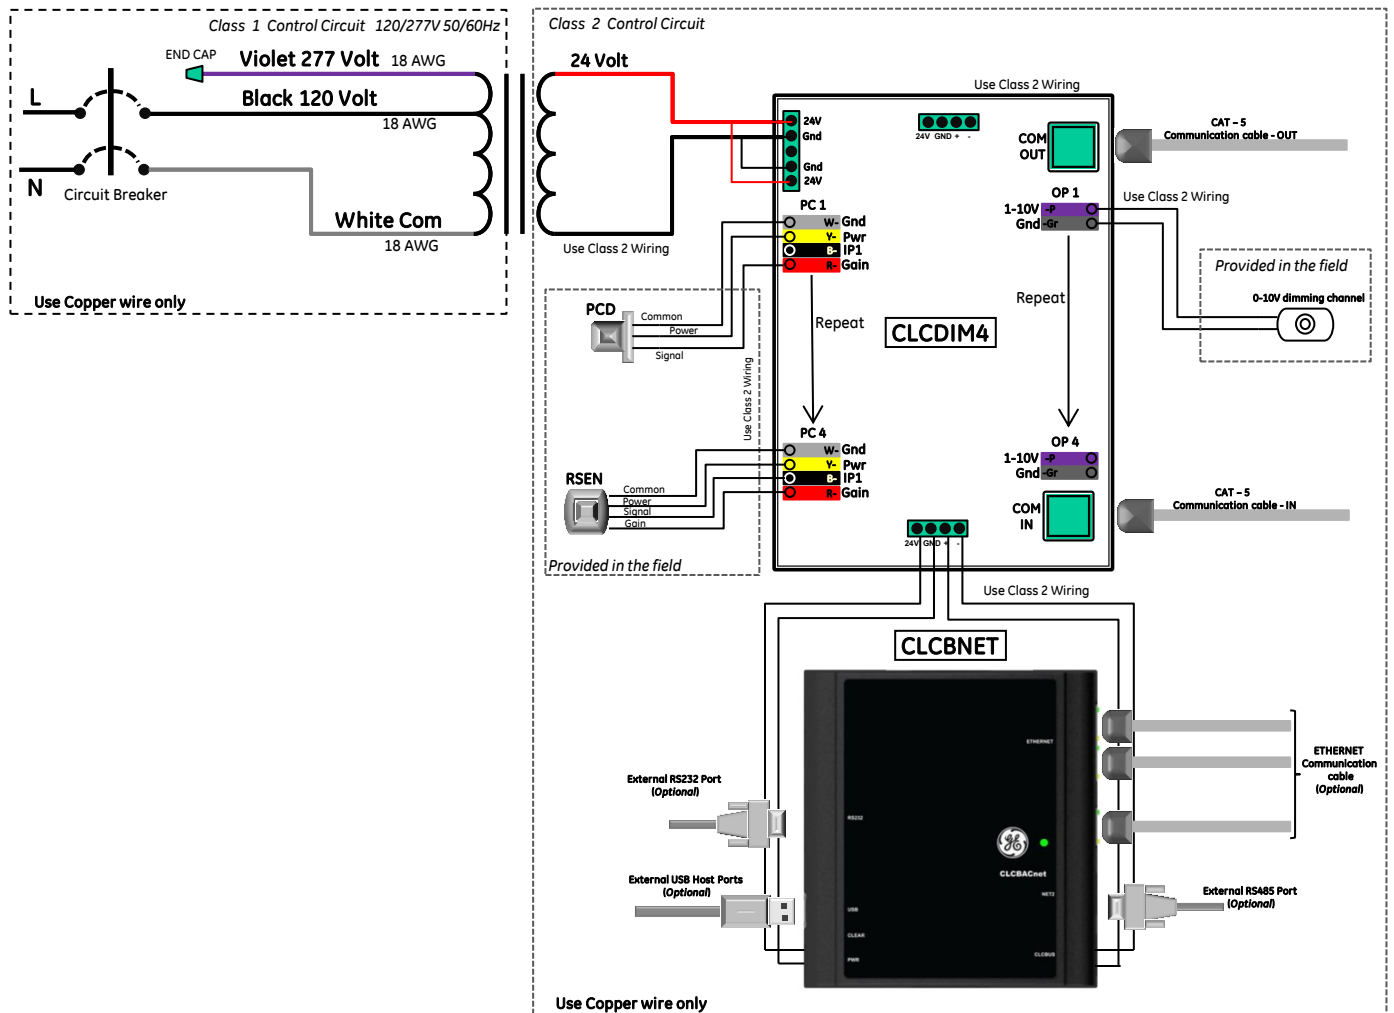 Class 1 Control Circuit 120/277V 50/60Hz
END CAP
Violet 277 Volt 18 AWG
L
Black 120 Volt
18 AWG
N
Circuit Breaker
White Com
18 AWG
Use Copper wire only
Class 2 Control Circuit
24 Volt
Use Class 2 Wiring
Use Class 2 Wiring
24V
Gnd
Gnd
24V
24V GND + -
COM
OUT
CAT – 5
Communication cable - OUT
PC 1
W- Gnd
Y- Pwr
B- IP1
R- Gain
OP 1
1-10V -P
Gnd -Gr
Use Class 2 Wiring
Provided in the field
0-10V dimming channel
PCD
Common
Power
Signal
Repeat
CLCDIM4
Repeat
Use Class 2 Wiring
PC 4
W- Gnd
Y- Pwr
B- IP1
R- Gain
OP 4
1-10V -P
Gnd -Gr
RSEN
Common
Power
Signal
Gain
Provided in the field
COM
IN
CAT – 5
Communication cable - IN
24V GND + -
Use Class 2 Wiring
CLCBNET
ETHERNET
RS232
GE
CLCBACnet
NET2
USB
CLEAR
PWR
CLCBUS
External RS232 Port
(Optional)
External USB Host Ports
(Optional)
ETHERNET
Communication
cable
(Optional)
External RS485 Port
(Optional)
Use Copper wire only